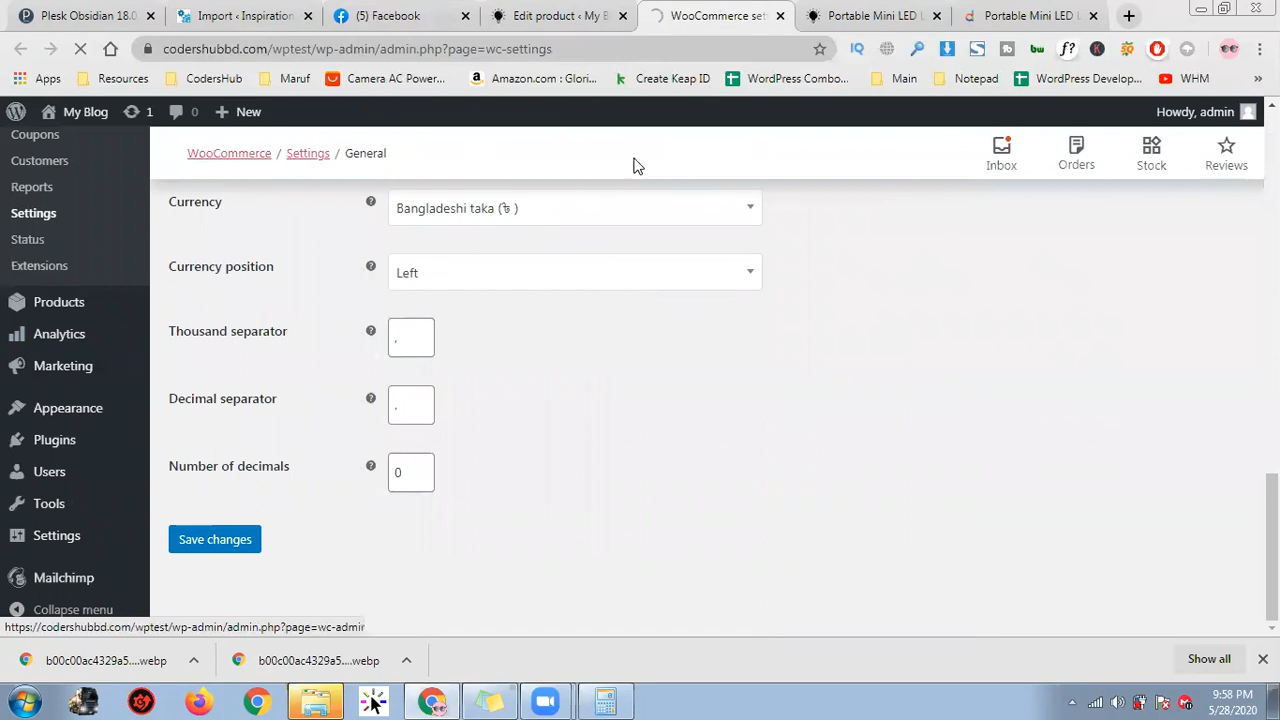 Plesk Obsidian 18.0
Import ‹ Inspiration
(5) Facebook
Edit product ‹ My B
WooCommerce set
Portable Mini LED L
Portable Mini LED L
codershubbd.com/wptest/wp-admin/admin.php?page=wc-settings
Apps
Resources
CodersHub
Maruf
Camera AC Powe...
Amazon.com : Glori...
Create Keap ID
WordPress Combo...
Main
Notepad
WordPress Develop...
WHM
My Blog
1
0
New
Howdy, admin
Coupons
Customers
Reports
Settings
Status
Extensions
Products
Analytics
Marketing
Appearance
Plugins
Users
Tools
Settings
Mailchimp
Collapse menu
WooCommerce / Settings / General
Inbox
Orders
Stock
Reviews
Currency
Bangladeshi taka (৳ )
Currency position
Left
Thousand separator
,
Decimal separator
.
Number of decimals
0
Save changes
https://codershubbd.com/wptest/wp-admin/admin.php?page=wc-admin
b00c00ac4329a5....webp
b00c00ac4329a5....webp
Show all
9:58 PM
5/28/2020